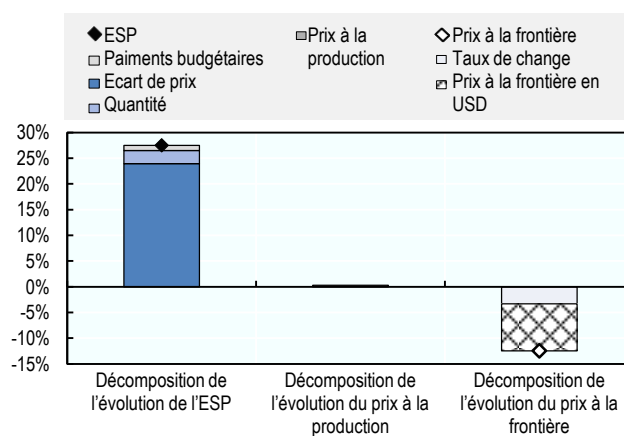 ESP
Paiments budgétaires
Ecart de prix
Quantité
Prix à la
production
Prix à la frontière
Taux de change
Prix à la frontière en
USD
30%
25%
20%
15%
10%
5%
0%
-5%
-10%
-15%
Décomposition de
l'évolution de l'ESP
Décomposition de
l'évolution du prix à la
production
Décomposition de
l'évolution du prix à la
frontière